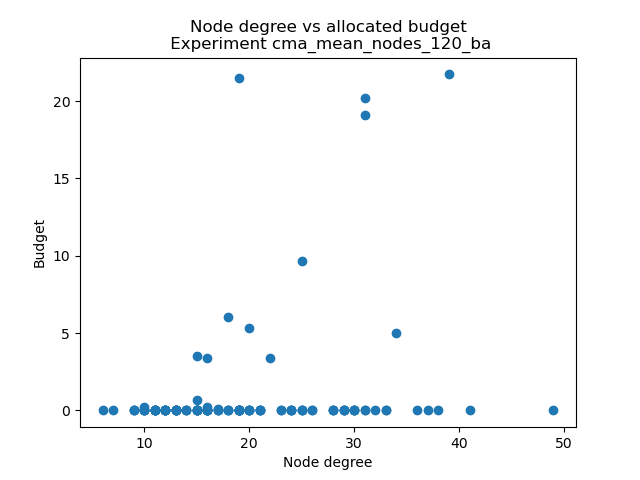 Node degree vs allocated budget
Experiment cma_mean_nodes_120_ba
20
15
10
5
0
Budget
10 20 30 40 50
Node degree